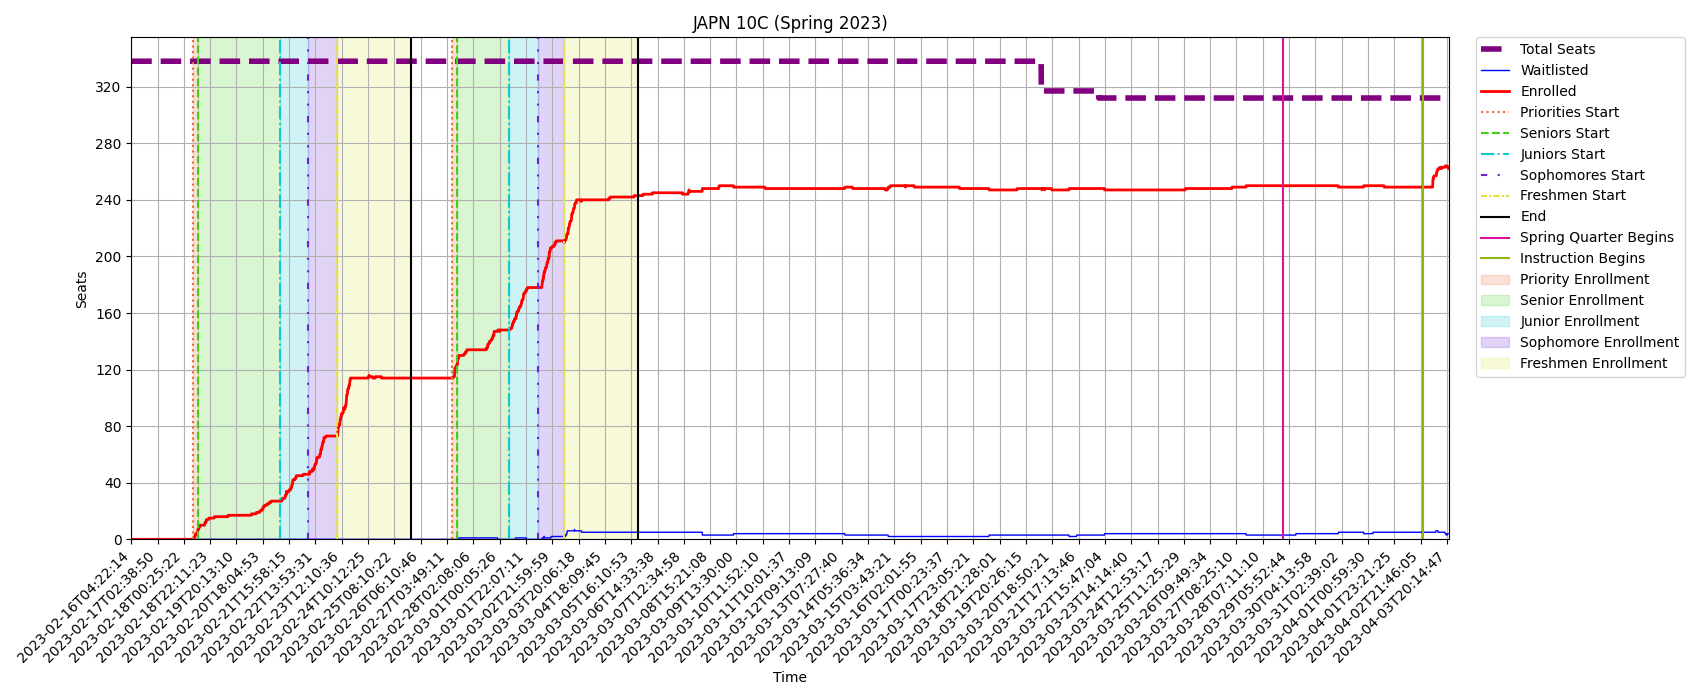 JAPN 10C (Spring 2023)
Seats
320
280
240
200
160
120
80
40
0
2023-02-16T04:22:14
2023-02-17T02:38:50
2023-02-18T00:25:22
2023-02-18T22:11:23
2023-02-19T20:13:10
2023-02-20T18:04:53
2023-02-21T15:58:15
2023-02-22T13:53:31
2023-02-23T12:10:36
2023-02-24T10:12:25
2023-02-25T08:10:22
2023-02-26T06:10:46
2023-02-27T03:49:11
2023-02-28T02:08:06
2023-03-01T00:05:26
2023-03-01T22:07:11
2023-03-02T21:59:59
2023-03-03T20:06:18
2023-03-04T18:09:45
2023-03-05T16:10:53
2023-03-06T14:33:38
2023-03-07T12:34:58
2023-03-08T15:21:08
2023-03-09T13:30:00
2023-03-10T11:52:10
2023-03-11T10:01:37
2023-03-12T09:13:09
2023-03-13T07:27:40
2023-03-14T05:36:34
2023-03-15T03:43:21
2023-03-16T02:01:55
2023-03-17T00:23:37
2023-03-17T23:05:21
2023-03-18T21:28:01
2023-03-19T20:26:15
2023-03-20T18:50:21
2023-03-21T17:13:46
2023-03-22T15:47:04
2023-03-23T14:14:40
2023-03-24T12:53:17
2023-03-25T11:25:29
2023-03-26T09:49:34
2023-03-27T08:25:10
2023-03-28T07:11:10
2023-03-29T05:52:44
2023-03-30T04:13:58
2023-03-31T02:39:02
2023-04-01T00:59:30
2023-04-01T23:21:25
2023-04-02T21:46:05
2023-04-03T20:14:47
Time
Total Seats
Waitlisted
Enrolled
Priorities Start
Seniors Start
Juniors Start
Sophomores Start
Freshmen Start
End
Spring Quarter Begins
Instruction Begins
Priority Enrollment
Senior Enrollment
Junior Enrollment
Sophomore Enrollment
Freshmen Enrollment